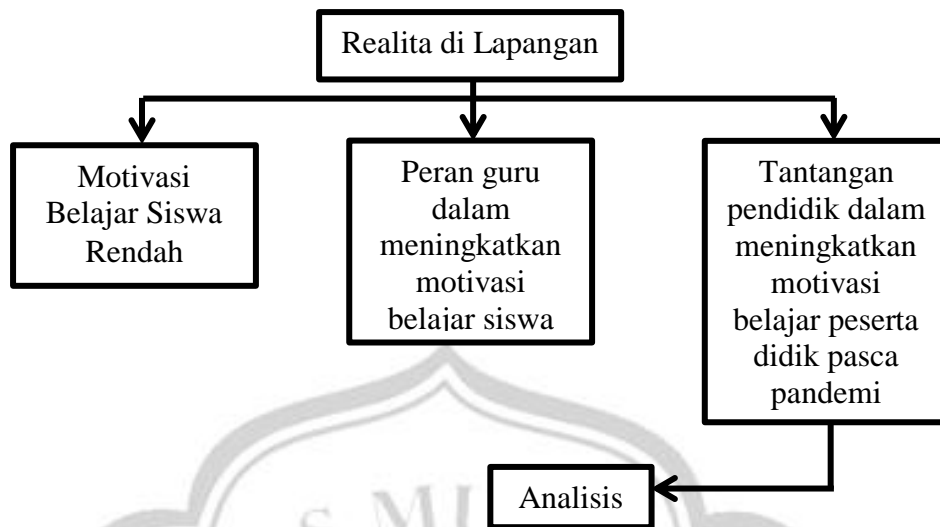 Realita di Lapangan
Motivasi
Belajar Siswa
Rendah
Peran guru
dalam
meningkatkan
motivasi
belajar siswa
Tantangan
pendidik dalam
meningkatkan
motivasi
belajar peserta
didik pasca
pandemi
Analisis
S MU